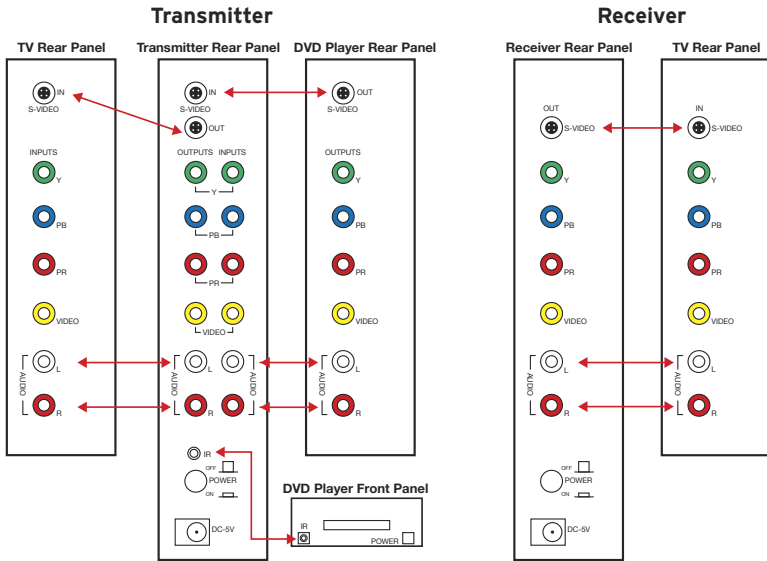 Transmitter
Receiver
TV Rear Panel
Transmitter Rear Panel
DVD Player Rear Panel
Receiver Rear Panel
TV Rear Panel
IN
S-VIDEO
INPUTS
Y
PB
PR
VIDEO
AUDIO
L
R
IN
S-VIDEO
OUT
OUTPUTS INPUTS
Y
PB
PR
VIDEO
AUDIO
L
R
AUDIO
IR
OFF
POWER
ON
DC-5V
OUT
S-VIDEO
OUTPUTS
Y
PB
PR
VIDEO
AUDIO
L
R
DVD Player Front Panel
IR
POWER
OUT
S-VIDEO
Y
PB
PR
VIDEO
AUDIO
L
R
OFF
POWER
ON
DC-5V
IN
S-VIDEO
Y
PB
PR
VIDEO
AUDIO
L
R